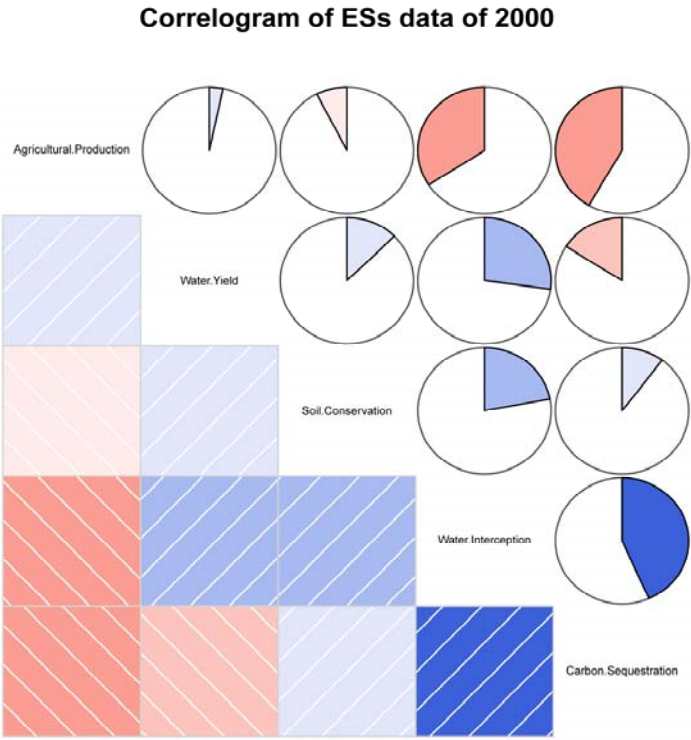 Correlogram of ESs data of 2000
Agricultural.Production
Water.Yield
Soil.Conservation
Water.Interception
Carbon.Sequestration